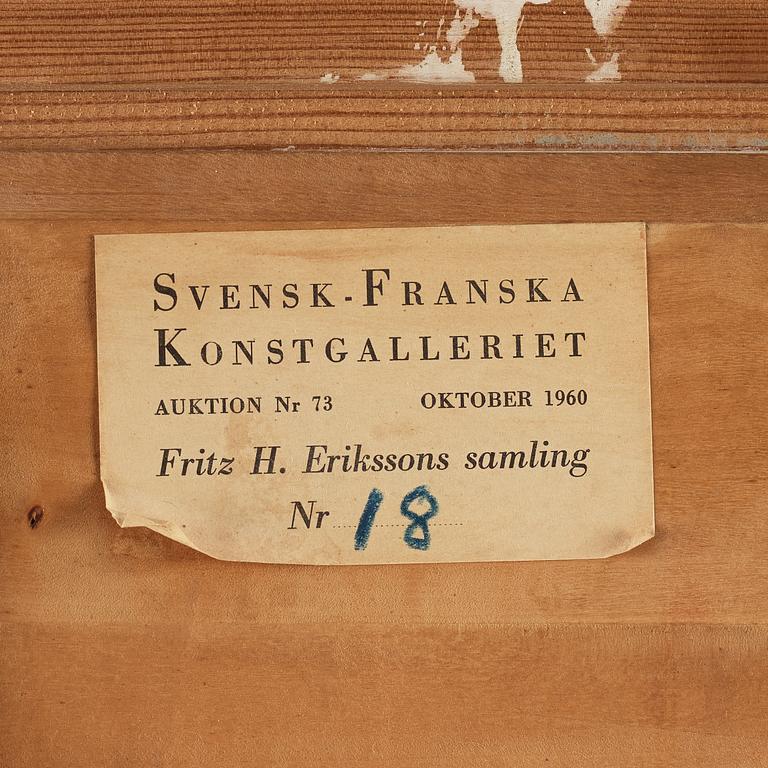 SVENSK-FRANSKA
KONSTGALLERIET
AUKTION Nr 73 OKTOBER 1960
Fritz H. Erikssons samling
Nr 18